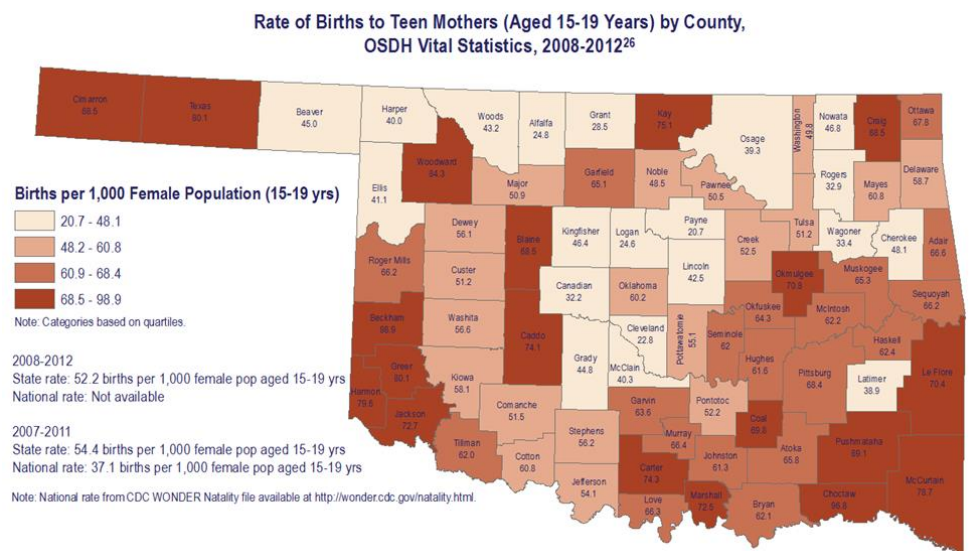 Rate of Births to Teen Mothers (Aged 15-19 Years) by County,
OSDH Vital Statistics, 2008-2012²⁶
Cimarron
68.5
Texas
80.1
Beaver
45.0
Harper
40.0
Woods
43.2
Alfalfa
24.8
Grant
28.5
Kay
75.1
Osage
39.3
Washington
49.8
Nowata
46.8
Craig
68.5
Ottawa
67.8
Ellis
41.1
Woodward
84.3
Major
50.9
Garfield
65.1
Noble
48.5
Pawnee
50.5
Rogers
32.9
Mayes
60.8
Delaware
58.7
Dewey
56.1
Blaine
68.5
Kingfisher
46.4
Logan
24.6
Payne
20.7
Creek
52.5
Tulsa
51.2
Wagoner
33.4
Cherokee
48.1
Adair
66.6
Roger Mills
66.2
Custer
51.2
Canadian
32.2
Oklahoma
60.2
Lincoln
42.5
Okmulgee
Muskogee
65.3
Sequoyah
66.2
Beckham
Washita
56.6
Caddo
74.1
Grady
44.8
Cleveland
22.8
McClain
40.3
Pottawatomie
55.1
Seminole
62
Okfuskee
64.3
McIntosh
62.2
Haskell
62.4
Hughes
61.6
Pittsburg
68.4
Latimer
38.9
Le Flore
70.4
Greer
Harmon
79.6
Jackson
72.7
Kiowa
58.1
Comanche
51.5
Tillman
62.0
Cotton
60.8
Stephens
56.2
Jefferson
54.1
Garvin
63.6
Murray
66.4
Carter
74.3
Love
66.3
Pontotoc
52.2
Johnston
61.3
Marshall
72.5
Coal
69.8
Atoka
65.8
Bryan
62.1
Pushmataha
Choctaw
McCurtain
78.7
Births per 1,000 Female Population (15-19 yrs)
20.7 - 48.1
48.2 - 60.8
60.9 - 68.4
68.5 - 98.9
Note: Categories based on quartiles.
2008-2012
State rate: 52.2 births per 1,000 female pop aged 15-19 yrs
National rate: Not available
2007-2011
State rate: 54.4 births per 1,000 female pop aged 15-19 yrs
National rate: 37.1 births per 1,000 female pop aged 15-19 yrs
Note: National rate from CDC WONDER Natality file available at http://wonder.cdc.gov/natality.html.